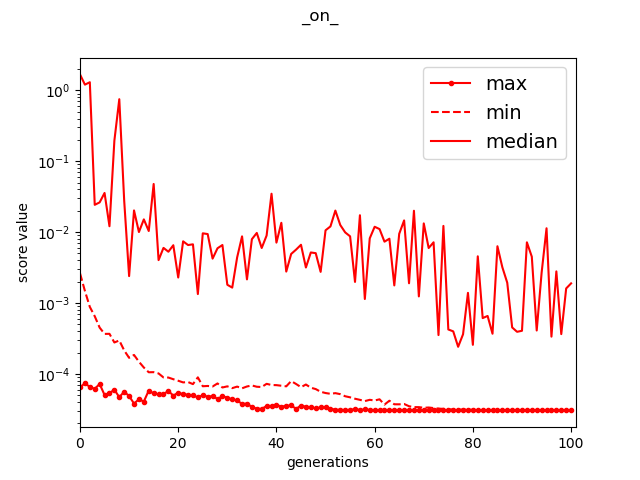 _on_
max
min
median
score value
10⁰
10⁻¹
10⁻²
10⁻³
10⁻⁴
0
20
40
60
80
100
generations